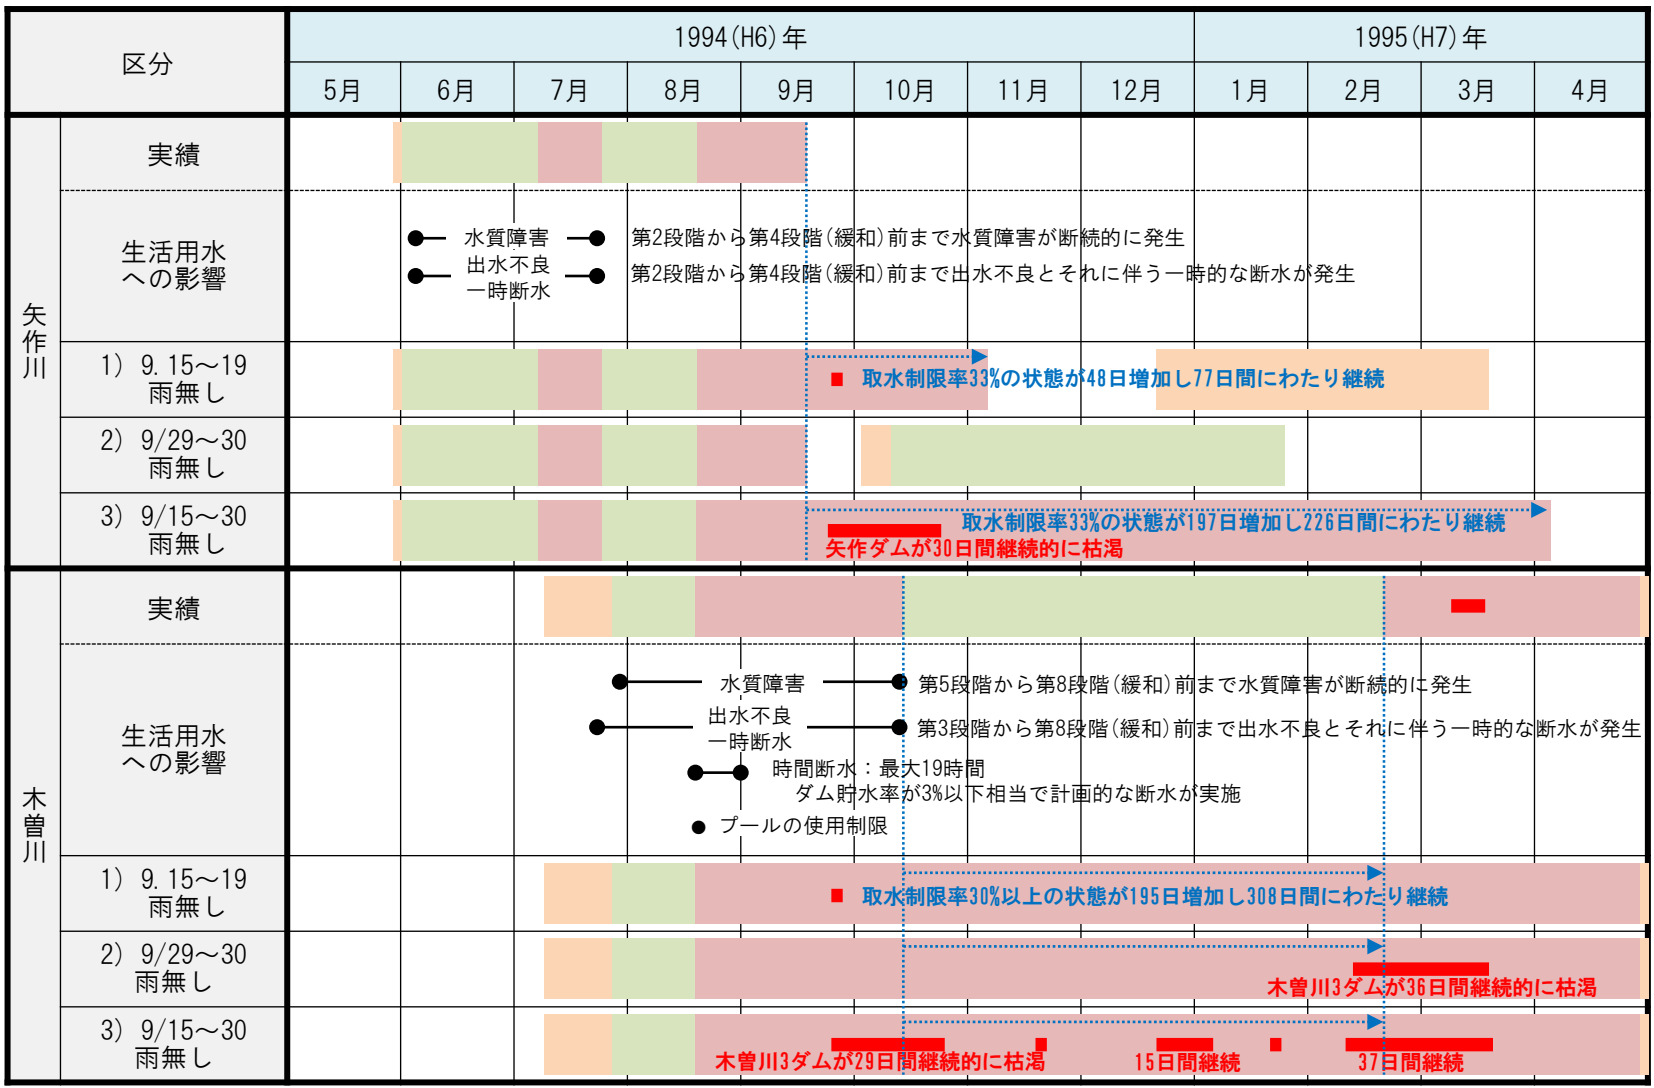 区分
1994(H6)年
1995(H7)年
5月
6月
7月
8月
9月
10月
11月
12月
1月
2月
3月
4月
矢作川
実績
生活用水
への影響
水質障害
第2段階から第4段階(緩和)前まで水質障害が断続的に発生
出水不良
一時断水
第2段階から第4段階(緩和)前まで出水不良とそれに伴う一時的な断水が発生
1) 9.15～19
雨無し
取水制限率33%の状態が48日増加し77日間にわたり継続
2) 9/29～30
雨無し
3) 9/15～30
雨無し
取水制限率33%の状態が197日増加し226日間にわたり継続
矢作ダムが30日間継続的に枯渇
木曽川
実績
生活用水
への影響
水質障害
第5段階から第8段階(緩和)前まで水質障害が断続的に発生
出水不良
一時断水
第3段階から第8段階(緩和)前まで出水不良とそれに伴う一時的な断水が発生
時間断水：最大19時間
ダム貯水率が3%以下相当で計画的な断水が実施
プールの使用制限
1) 9.15～19
雨無し
取水制限率30%以上の状態が195日増加し308日間にわたり継続
2) 9/29～30
雨無し
木曽川3ダムが36日間継続的に枯渇
3) 9/15～30
雨無し
木曽川3ダムが29日間継続的に枯渇
15日間継続
37日間継続